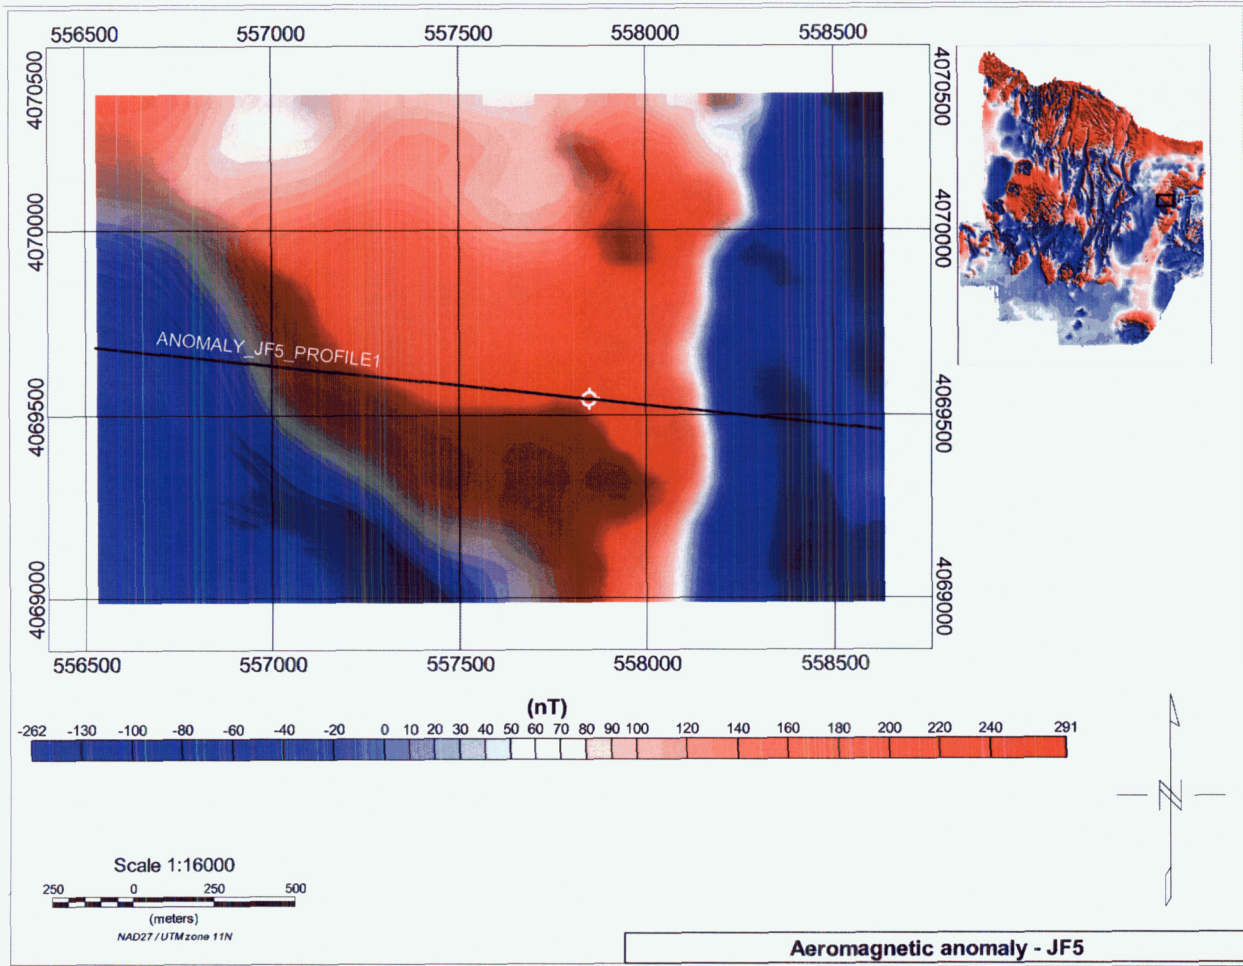 556500 557000 557500 558000 558500
4070500
4070500
4070000
4070000
JF5
ANOMALY_JF5_PROFILE1
4069500
4069500
4069000
4069000
556500 557000 557500 558000 558500
(nT)
-262 -130 -100 -80 -60 -40 -20 0 10 20 30 40 50 60 70 80 90 100 120 140 160 180 200 220 240 291
N
Scale 1:16000
250 0 250 500
(meters)
NAD27 / UTM zone 11N
Aeromagnetic anomaly - JF5